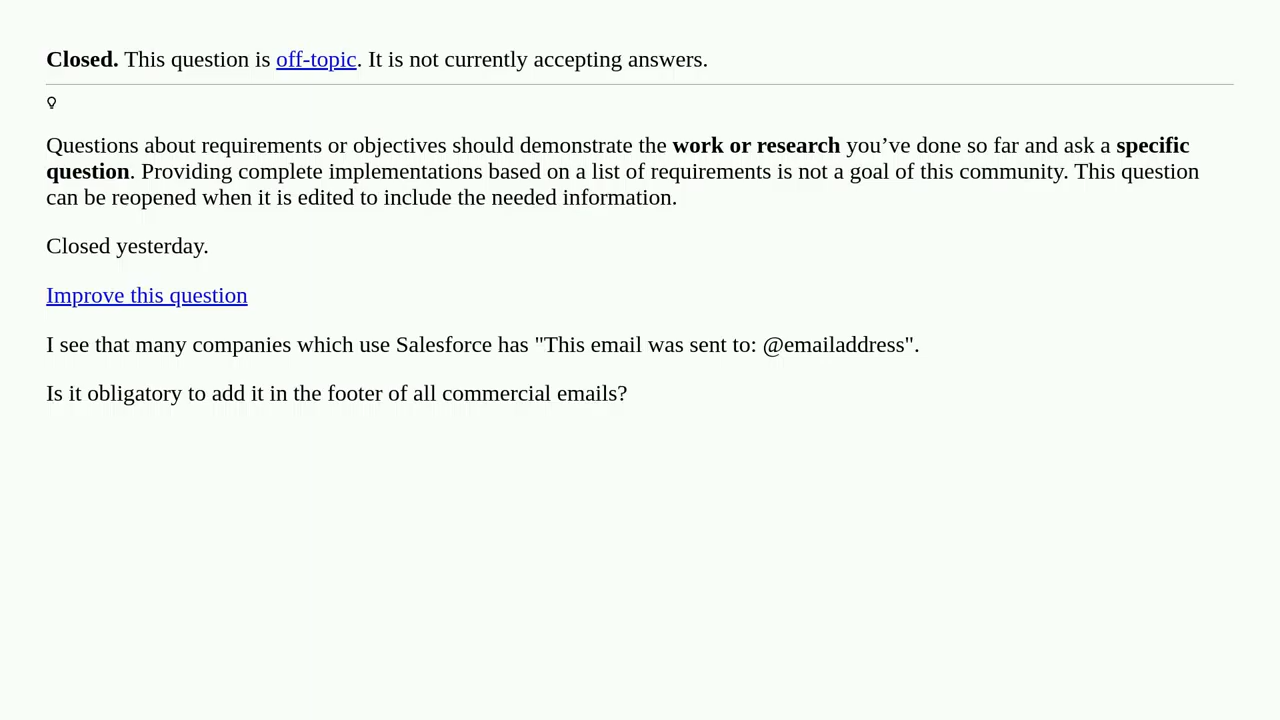 Closed. This question is off-topic. It is not currently accepting answers.
Questions about requirements or objectives should demonstrate the work or research you’ve done so far and ask a specific
question. Providing complete implementations based on a list of requirements is not a goal of this community. This question
can be reopened when it is edited to include the needed information.
Closed yesterday.
Improve this question
I see that many companies which use Salesforce has "This email was sent to: @emailaddress".
Is it obligatory to add it in the footer of all commercial emails?